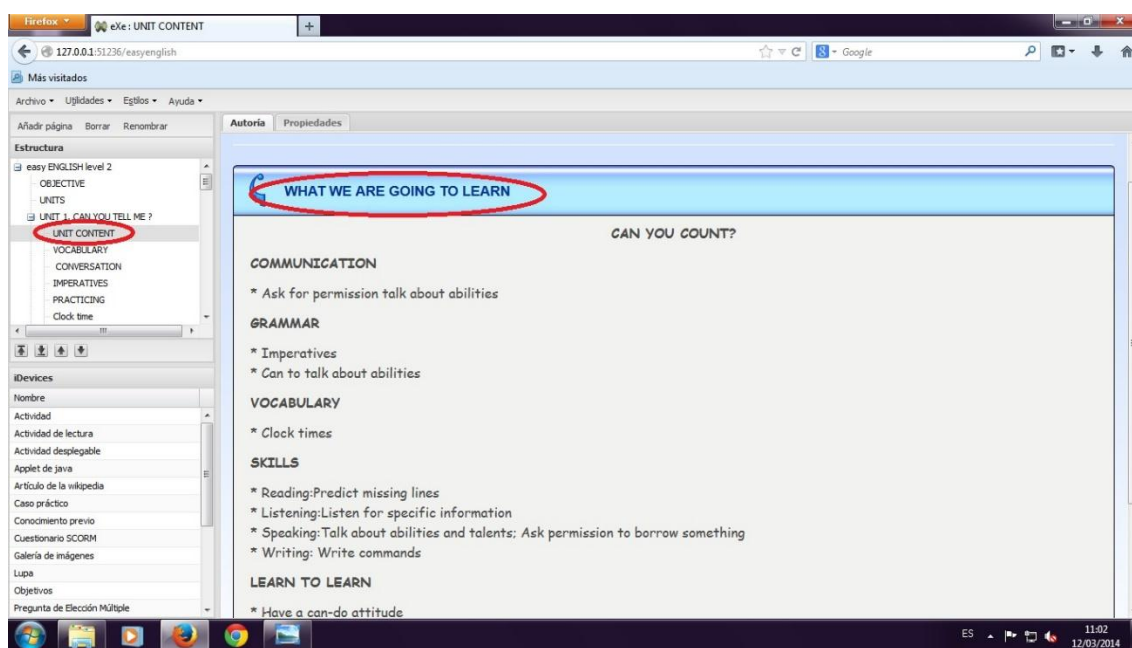 Firefox
eXe : UNIT CONTENT
+
127.0.0.1:51236/easyenglish
Google
Más visitados
Archivo Utilidades Estilos Ayuda
Añadir página Borrar Renombrar
Autoría Propiedades
Estructura
easy ENGLISH level 2
OBJECTIVE
UNITS
UNIT 1. CAN YOU TELL ME ?
UNIT CONTENT
VOCABULARY
CONVERSATION
IMPERATIVES
PRACTICING
Clock time
iDevices
Nombre
Actividad
Actividad de lectura
Actividad desplegable
Applet de java
Artículo de la wikipedia
Caso práctico
Conocimiento previo
Cuestionario SCORM
Galería de imágenes
Lupa
Objetivos
Pregunta de Elección Múltiple
WHAT WE ARE GOING TO LEARN
CAN YOU COUNT?
COMMUNICATION
* Ask for permission talk about abilities
GRAMMAR
* Imperatives
* Can to talk about abilities
VOCABULARY
* Clock times
SKILLS
* Reading:Predict missing lines
* Listening:Listen for specific information
* Speaking:Talk about abilities and talents; Ask permission to borrow something
* Writing: Write commands
LEARN TO LEARN
* Have a can-do attitude
ES
11:02
12/03/2014